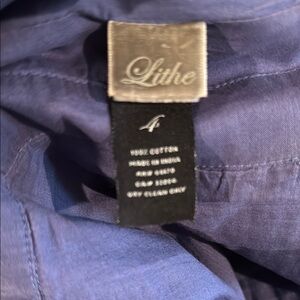 Lithe
4
100% COTTON
MADE IN INDIA
DRY CLEAN ONLY